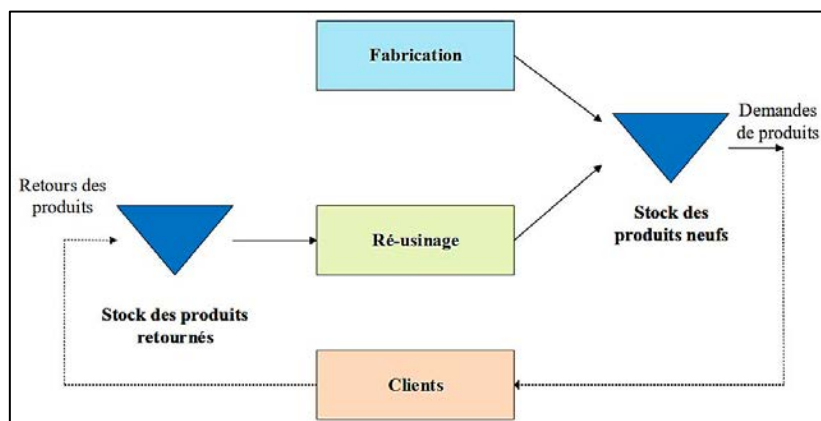 Fabrication
Demandes
de produits
Retours des
produits
Ré-usinage
Stock des
produits neufs
Stock des produits
retournés
Clients